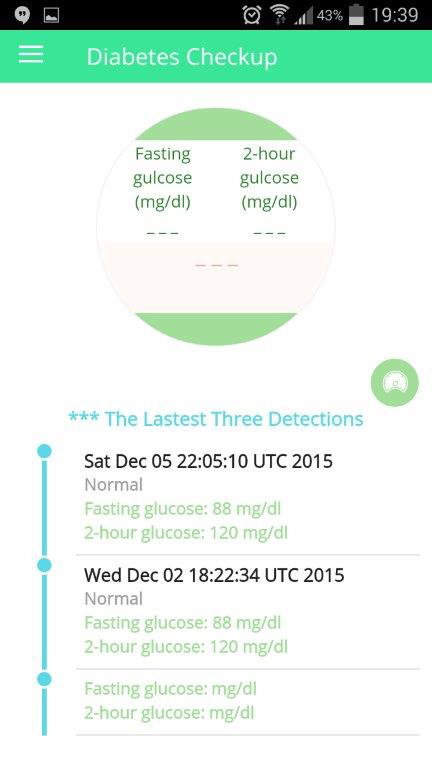 43% 19:39
Diabetes Checkup
Fasting 2-hour
gulcose gulcose
(mg/dl) (mg/dl)
___ ___
_ _ _
*** The Lastest Three Detections
Sat Dec 05 22:05:10 UTC 2015
Normal
Fasting glucose: 88 mg/dl
2-hour glucose: 120 mg/dl
Wed Dec 02 18:22:34 UTC 2015
Normal
Fasting glucose: 88 mg/dl
2-hour glucose: 120 mg/dl
Fasting glucose: mg/dl
2-hour glucose: mg/dl